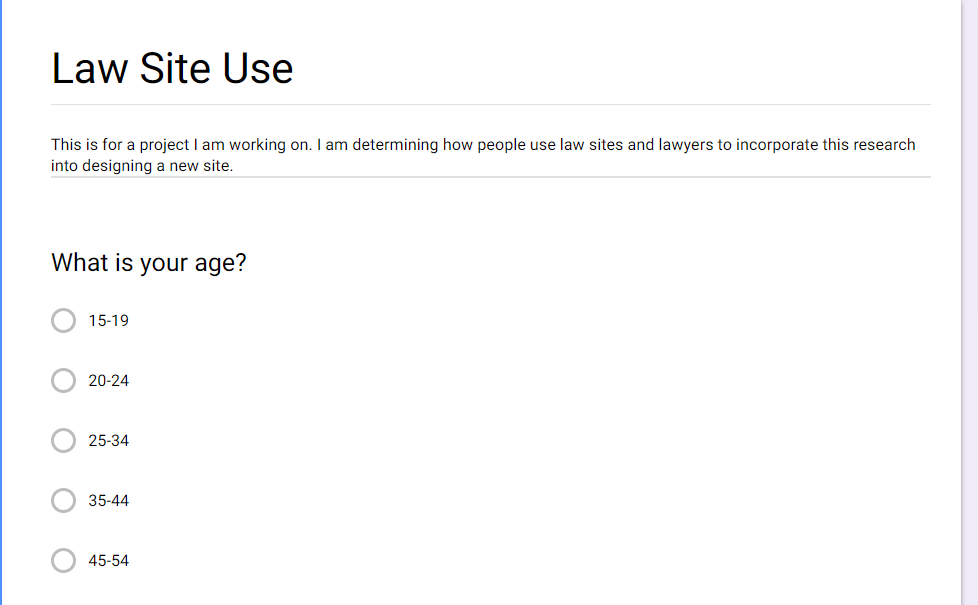 Law Site Use
This is for a project I am working on. I am determining how people use law sites and lawyers to incorporate this research
into designing a new site.
What is your age?
15-19
20-24
25-34
35-44
45-54